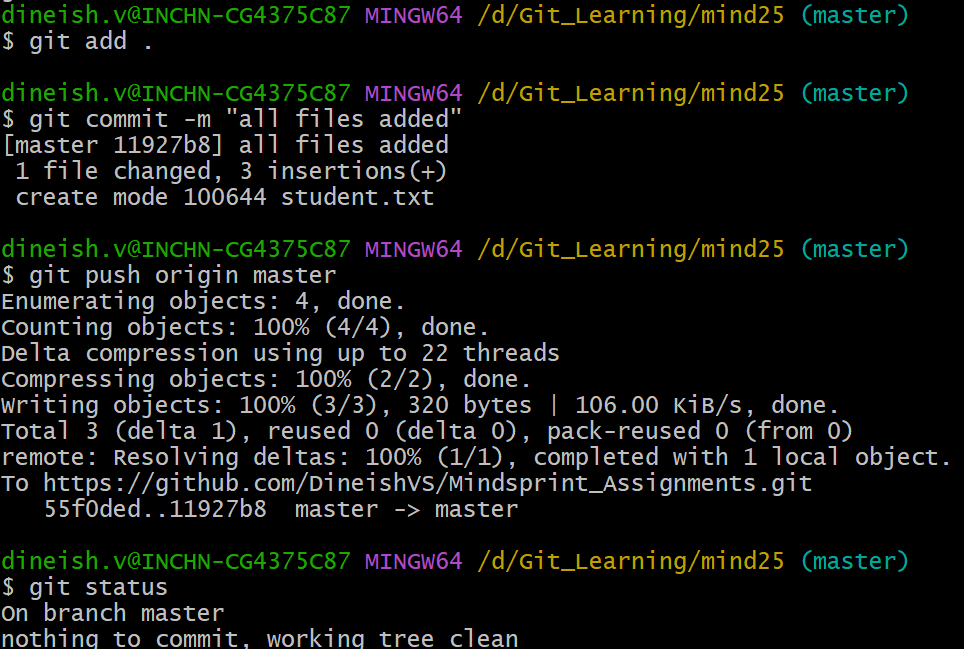 dineish.v@INCHN-CG4375C87 MINGW64 /d/Git_Learning/mind25 (master)
$ git add .
dineish.v@INCHN-CG4375C87 MINGW64 /d/Git_Learning/mind25 (master)
$ git commit -m "all files added"
[master 11927b8] all files added
 1 file changed, 3 insertions(+)
 create mode 100644 student.txt
dineish.v@INCHN-CG4375C87 MINGW64 /d/Git_Learning/mind25 (master)
$ git push origin master
Enumerating objects: 4, done.
Counting objects: 100% (4/4), done.
Delta compression using up to 22 threads
Compressing objects: 100% (2/2), done.
Writing objects: 100% (3/3), 320 bytes | 106.00 KiB/s, done.
Total 3 (delta 1), reused 0 (delta 0), pack-reused 0 (from 0)
remote: Resolving deltas: 100% (1/1), completed with 1 local object.
To https://github.com/DineishVS/Mindsprint_Assignments.git
   55f0ded..11927b8  master -> master
dineish.v@INCHN-CG4375C87 MINGW64 /d/Git_Learning/mind25 (master)
$ git status
On branch master
nothing to commit, working tree clean